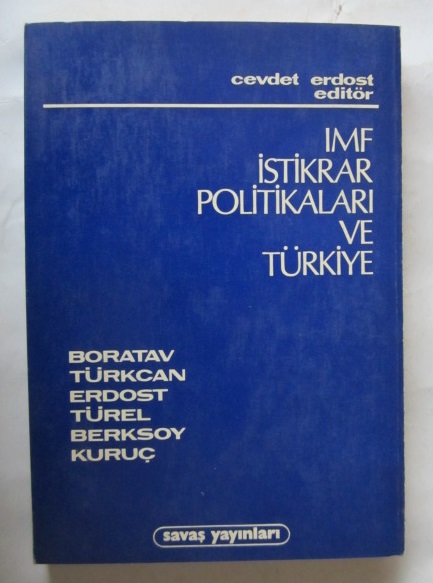 cevdet erdost
editör
IMF
İSTİKRAR
POLİTİKALARI
VE
TÜRKİYE
BORATAV
TÜRKCAN
ERDOST
TÜREL
BERKSOY
KURUÇ
savaş yayınları